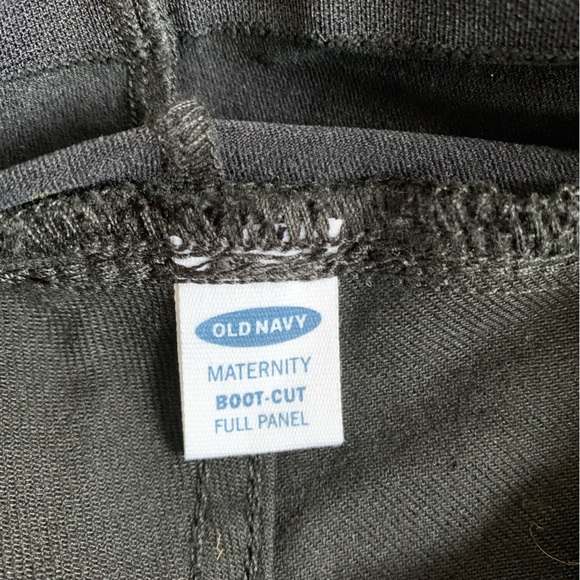 OLD NAVY
MATERNITY
BOOT-CUT
FULL PANEL